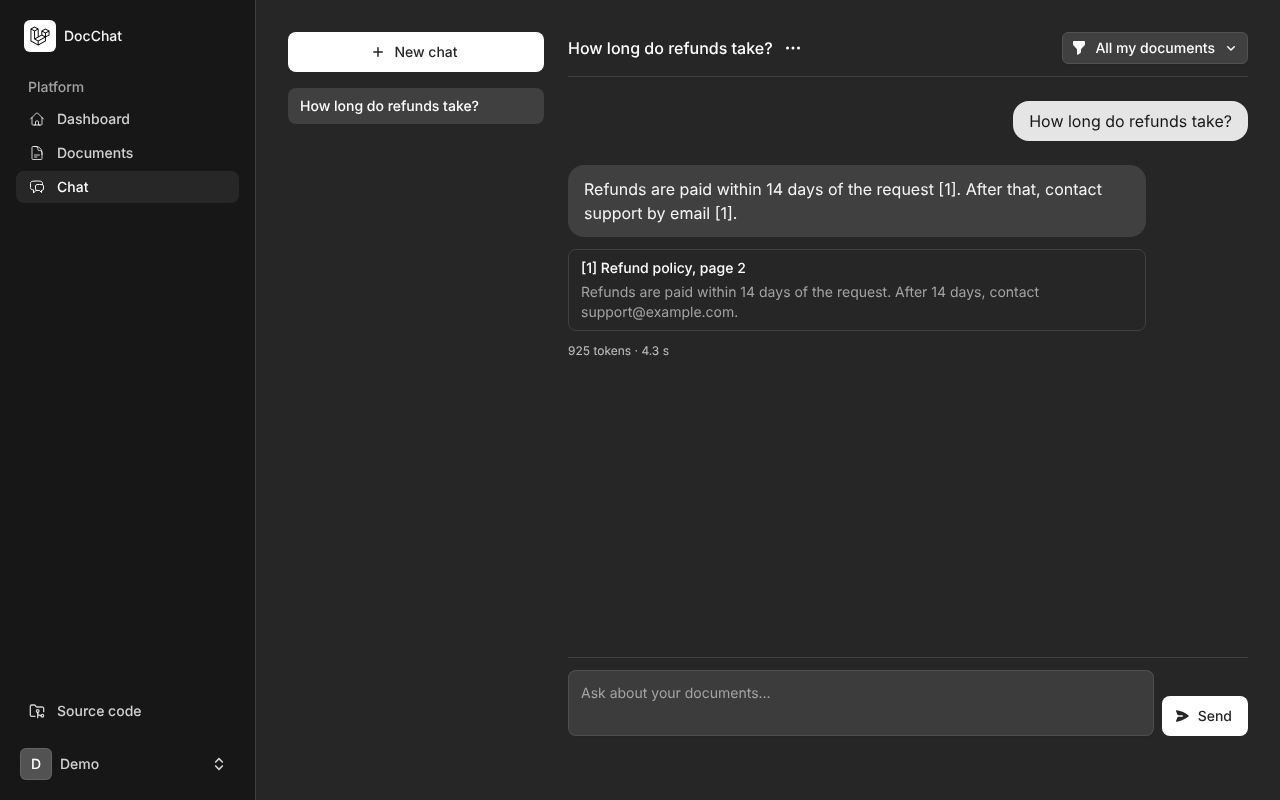 DocChat
Platform
Dashboard
Documents
Chat
Source code
D
Demo
New chat
How long do refunds take?
How long do refunds take?
All my documents
How long do refunds take?
Refunds are paid within 14 days of the request [1]. After that, contact
support by email [1].
[1] Refund policy, page 2
Refunds are paid within 14 days of the request. After 14 days, contact
support@example.com.
925 tokens · 4.3 s
Ask about your documents...
Send